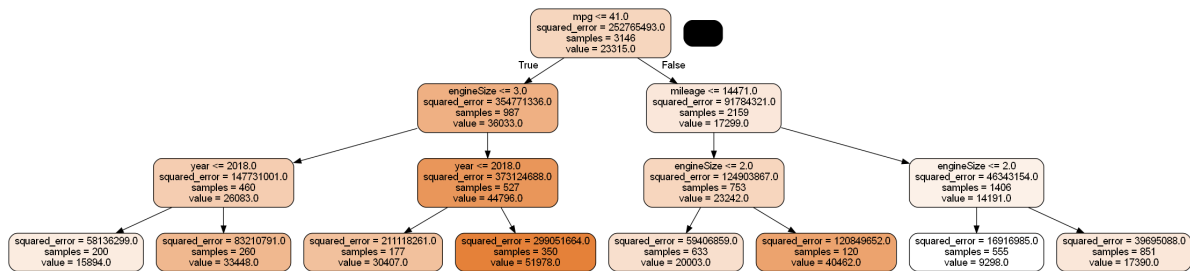 mpg <= 41.0
squared_error = 252765493.0
samples = 3146
value = 23315.0
True
False
engineSize <= 3.0
squared_error = 354771336.0
samples = 987
value = 36033.0
mileage <= 14471.0
squared_error = 91784321.0
samples = 2159
value = 17299.0
year <= 2018.0
squared_error = 147731001.0
samples = 460
value = 26083.0
year <= 2018.0
squared_error = 373124688.0
samples = 527
value = 44796.0
engineSize <= 2.0
squared_error = 124903867.0
samples = 753
value = 23242.0
engineSize <= 2.0
squared_error = 46343154.0
samples = 1406
value = 14191.0
squared_error = 58136299.0
samples = 200
value = 15894.0
squared_error = 83210791.0
samples = 260
value = 33448.0
squared_error = 211118261.0
samples = 177
value = 30407.0
squared_error = 299051664.0
samples = 350
value = 51978.0
squared_error = 59406859.0
samples = 633
value = 20003.0
squared_error = 120849652.0
samples = 120
value = 40462.0
squared_error = 16916985.0
samples = 555
value = 9298.0
squared_error = 39695088.0
samples = 851
value = 17390.0